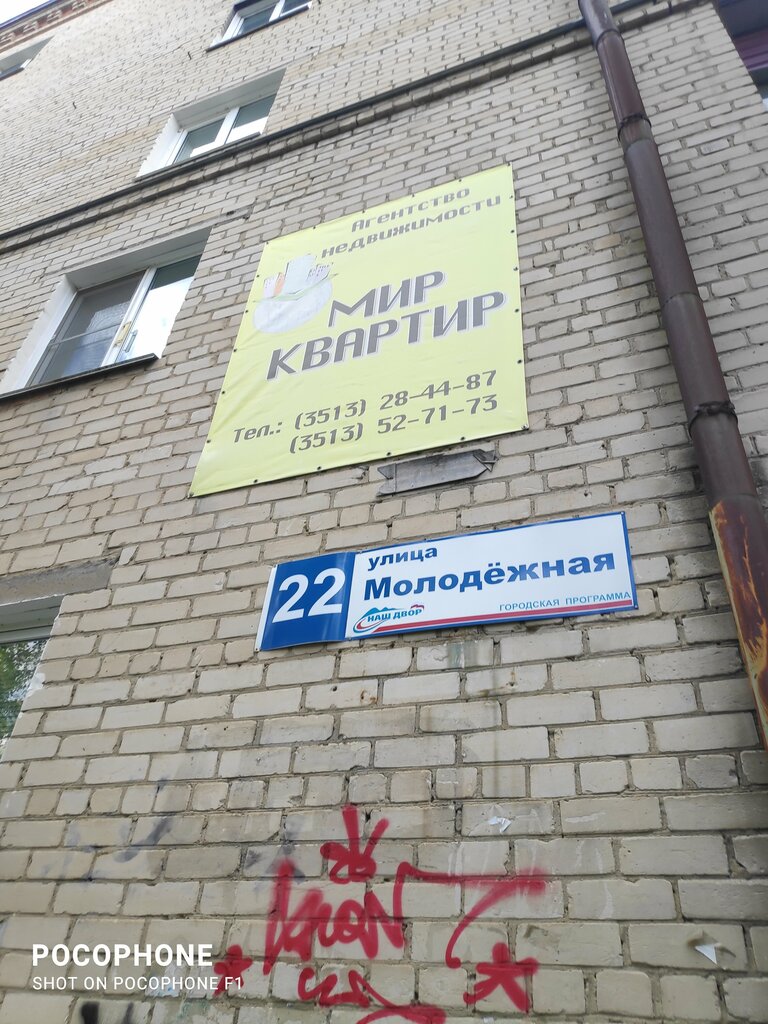 Агентство
недвижимости
МИР
КВАРТИР
Тел.: (3513) 28-44-87
(3513) 52-71-73
22
улица
Молодёжная
НАШ ДВОР
ГОРОДСКАЯ ПРОГРАММА
POCOPHONE
SHOT ON POCOPHONE F1